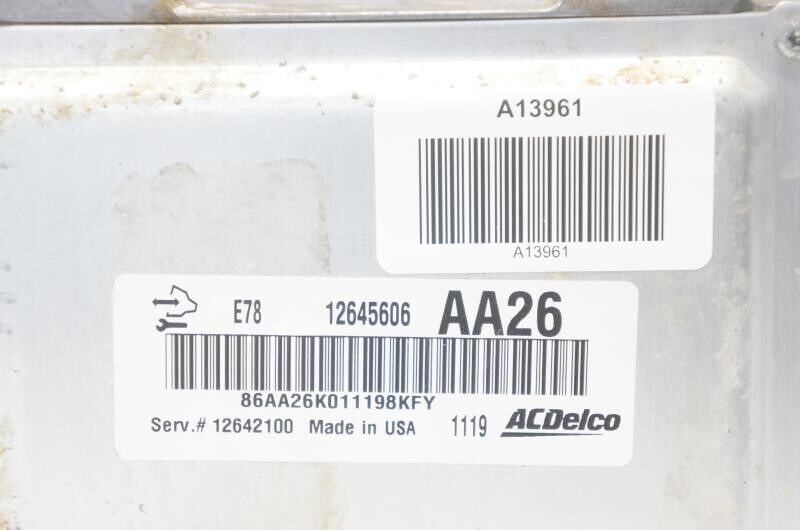 A13961
A13961
E78 12645606 AA26
86AA26K011198KFY
Serv.# 12642100 Made in USA 1119 ACDelco